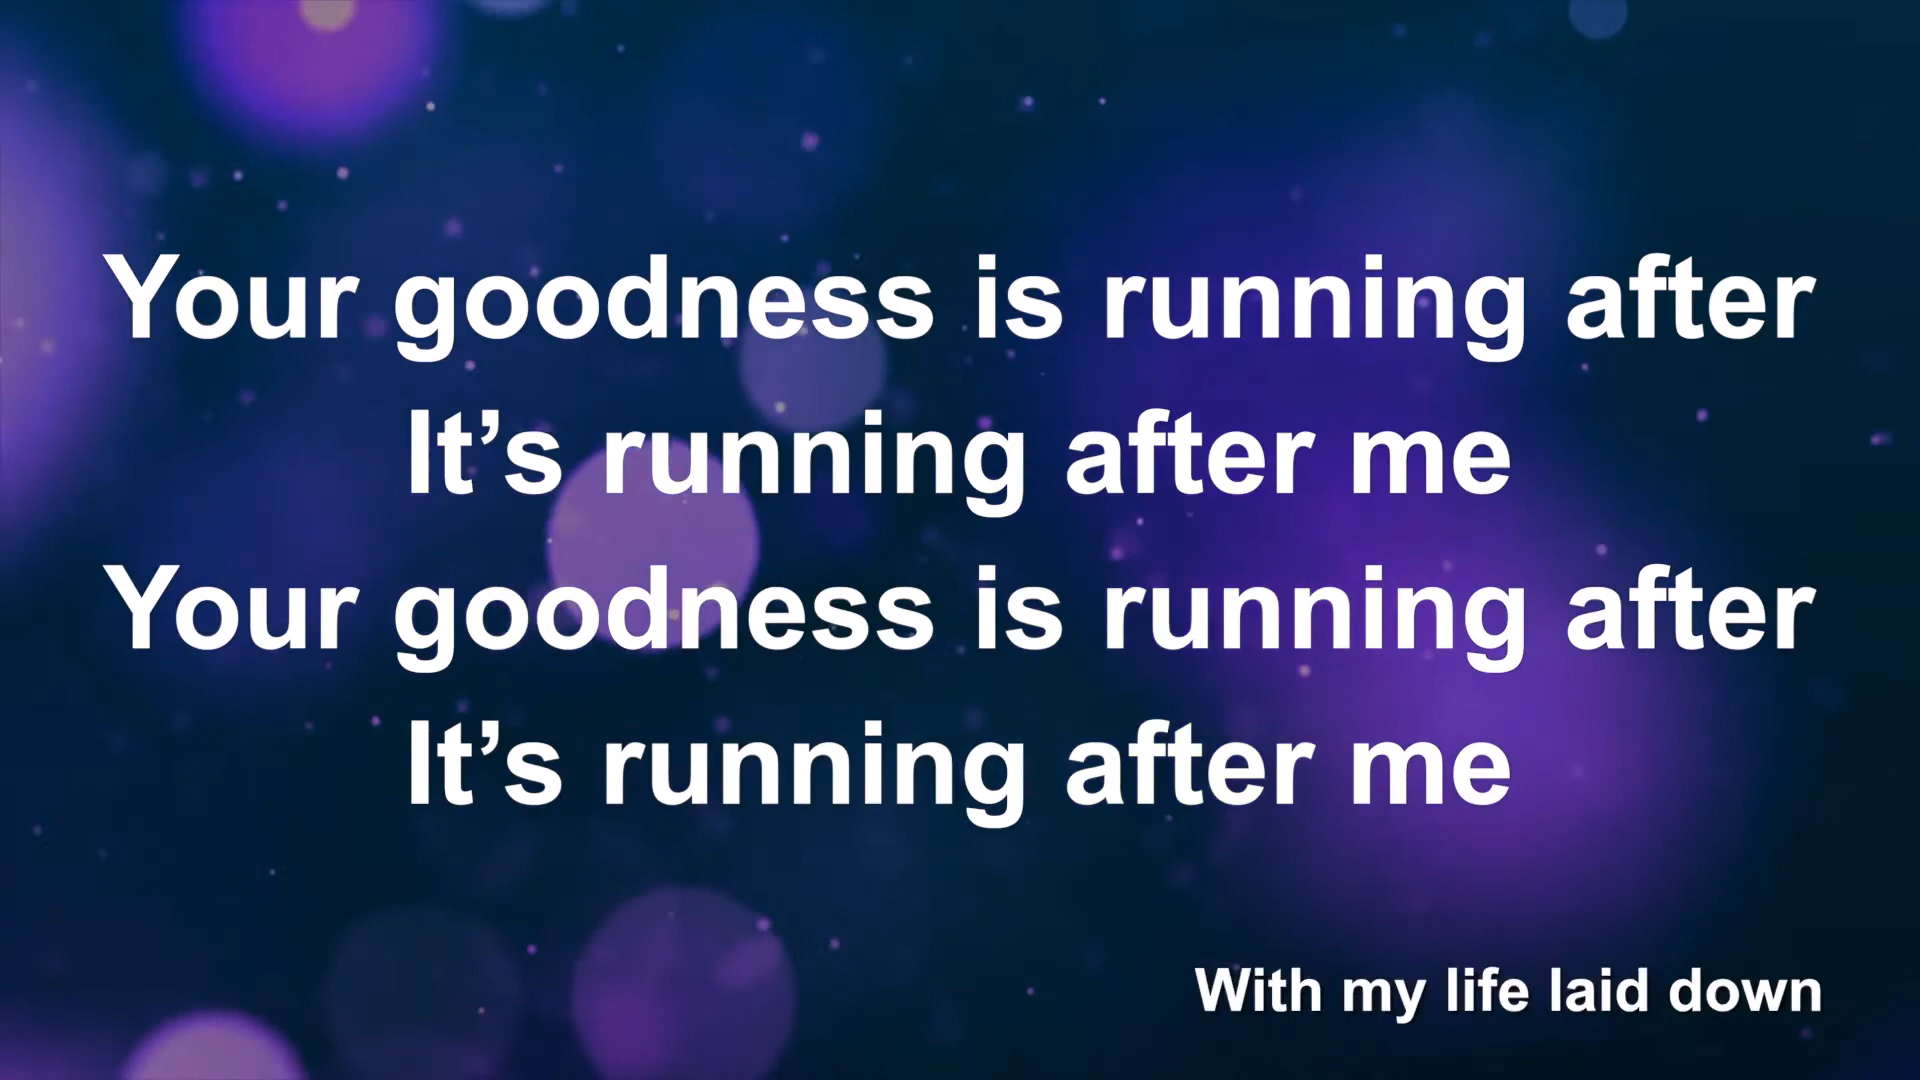 Your goodness is running after
It’s running after me
Your goodness is running after
It’s running after me
With my life laid down